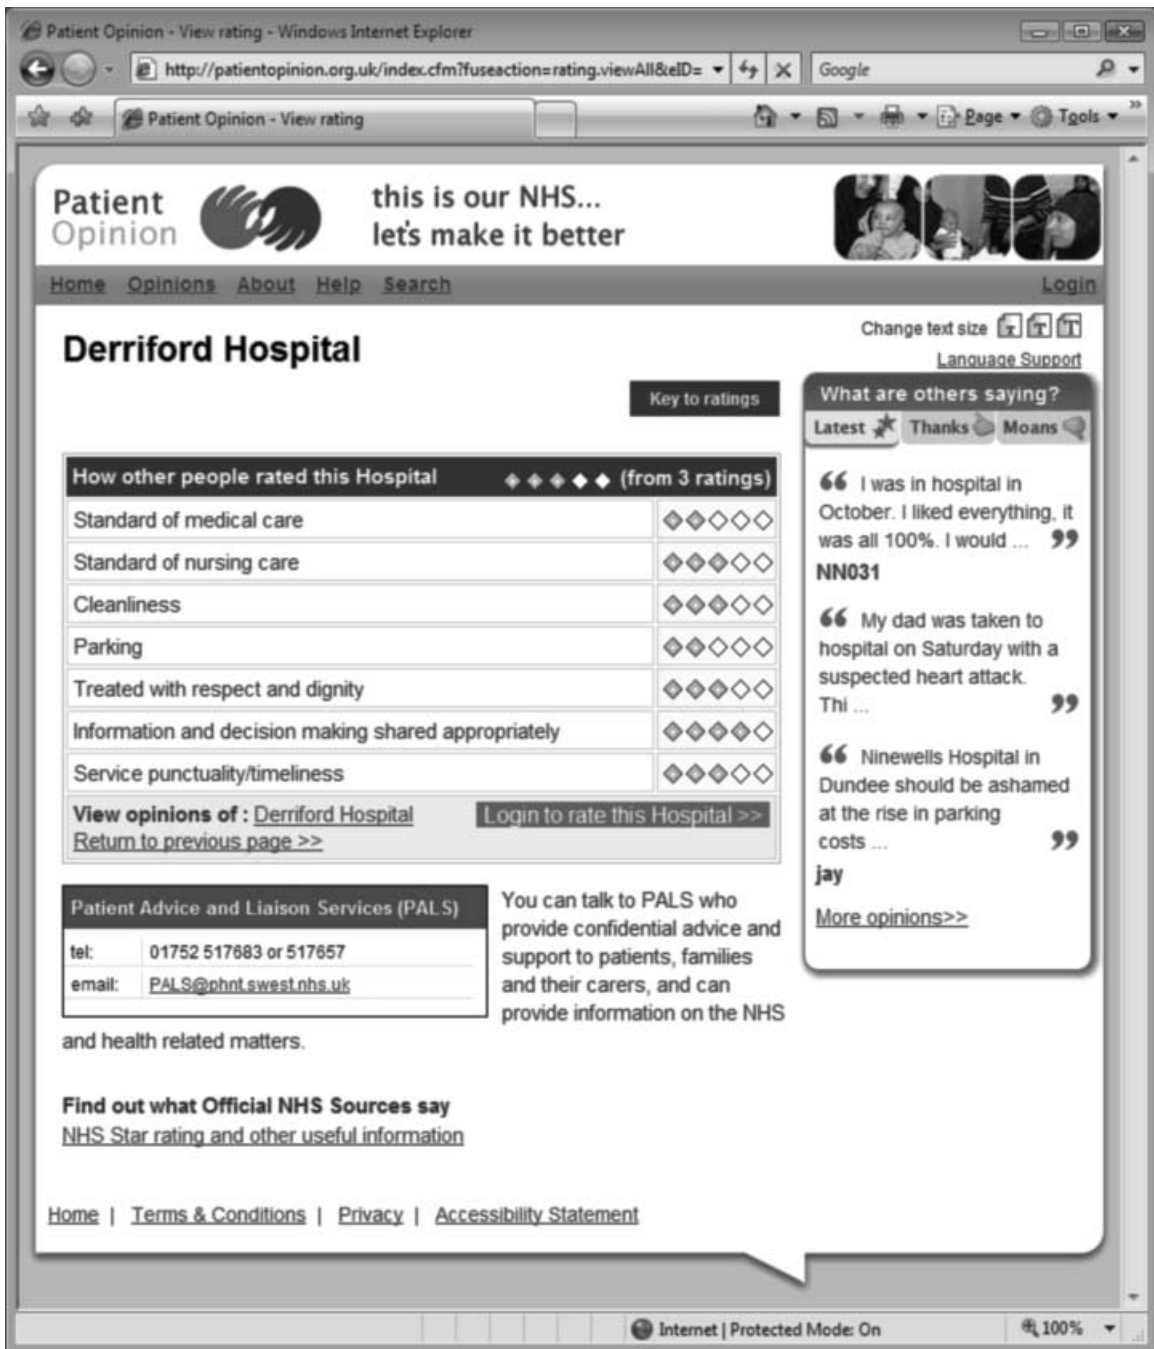 Patient Opinion - View rating - Windows Internet Explorer
http://patientopinion.org.uk/index.cfm?fuseaction=rating.viewAll&eID=
Google
Patient Opinion - View rating
Page
Tools
Patient
Opinion
this is our NHS...
let's make it better
Home Opinions About Help Search
Login
Change text size T T T
Language Support
Derriford Hospital
Key to ratings
How other people rated this Hospital (from 3 ratings)
Standard of medical care
Standard of nursing care
Cleanliness
Parking
Treated with respect and dignity
Information and decision making shared appropriately
Service punctuality/timeliness
View opinions of : Derriford Hospital
Login to rate this Hospital >>
Return to previous page >>
Patient Advice and Liaison Services (PALS)
tel: 01752 517683 or 517657
email: PALS@phnt.swest.nhs.uk
You can talk to PALS who
provide confidential advice and
support to patients, families
and their carers, and can
provide information on the NHS
and health related matters.
Find out what Official NHS Sources say
NHS Star rating and other useful information
What are others saying?
Latest Thanks Moans
“ I was in hospital in
October. I liked everything, it
was all 100%. I would ... ”
NN031
“ My dad was taken to
hospital on Saturday with a
suspected heart attack.
Thi ... ”
“ Ninewells Hospital in
Dundee should be ashamed
at the rise in parking
costs ... ”
jay
More opinions>>
Home | Terms & Conditions | Privacy | Accessibility Statement
Internet | Protected Mode: On
100%